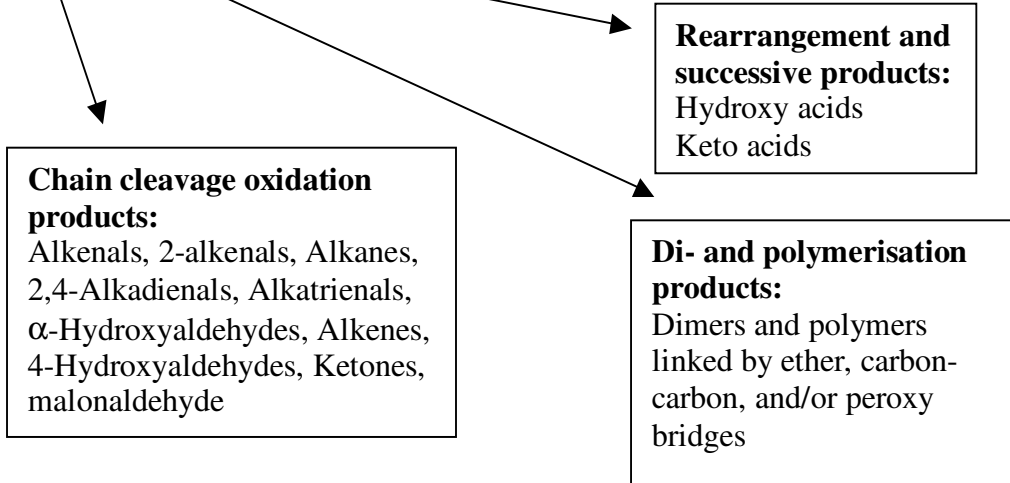 Rearrangement and
successive products:
Hydroxy acids
Keto acids
Chain cleavage oxidation
products:
Alkenals, 2-alkenals, Alkanes,
2,4-Alkadienals, Alkatrienals,
α-Hydroxyaldehydes, Alkenes,
4-Hydroxyaldehydes, Ketones,
malonaldehyde
Di- and polymerisation
products:
Dimers and polymers
linked by ether, carbon-
carbon, and/or peroxy
bridges